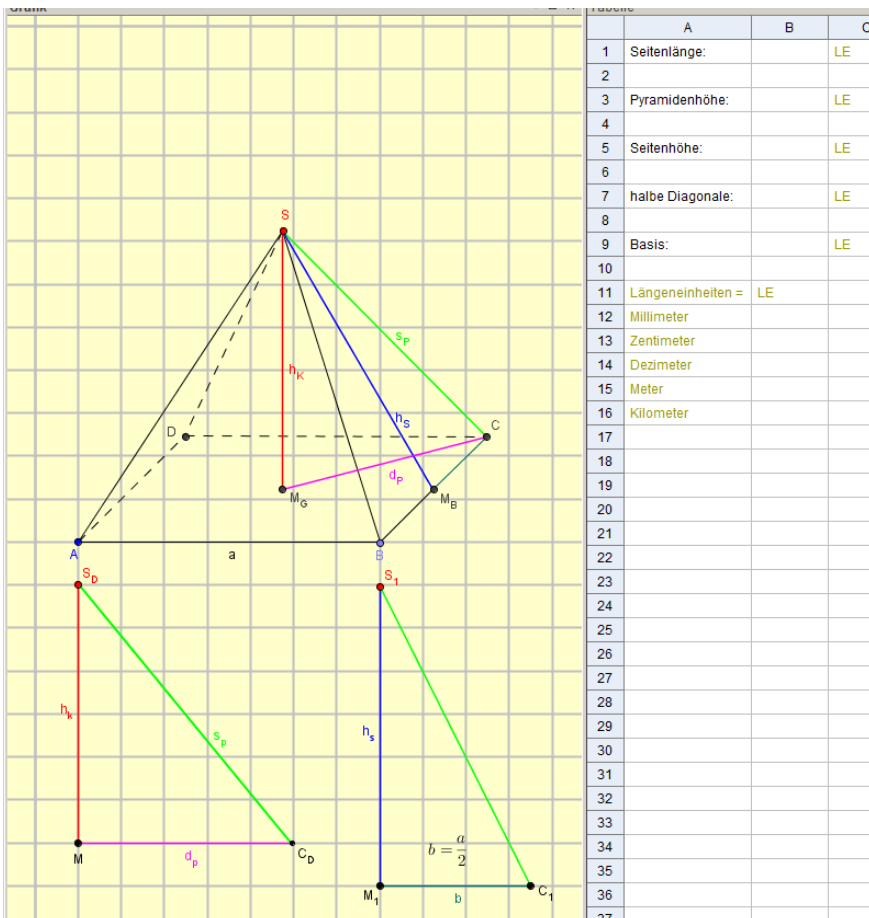 Grafik
Tabelle
A B C
1 Seitenlänge: LE
2
3 Pyramidenhöhe: LE
4
5 Seitenhöhe: LE
6
7 halbe Diagonale: LE
8
9 Basis: LE
10
11 Längeneinheiten = LE
12 Millimeter
13 Zentimeter
14 Dezimeter
15 Meter
16 Kilometer
17
18
19
20
21
22
23
24
25
26
27
28
29
30
31
32
33
34
35
36
37
S
s_P
h_K
h_S
D
C
d_P
M_G
M_B
A
a
B
S_D
S_1
h_k
s_p
h_s
b = a/2
M
d_p
C_D
M_1
b
C_1